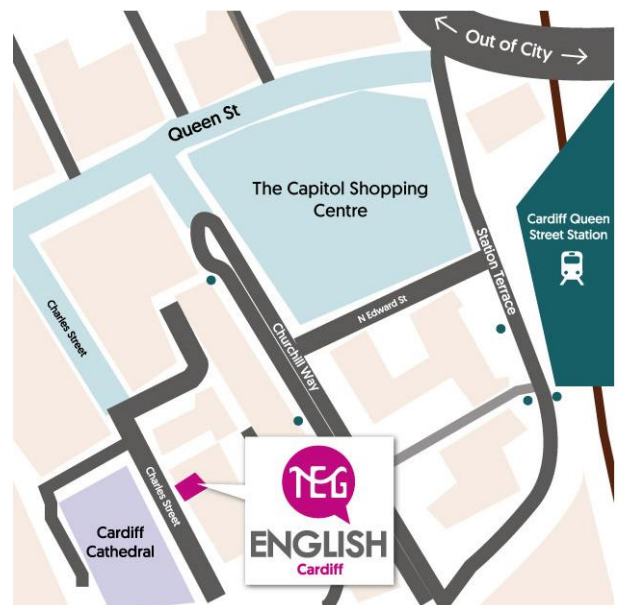 ← Out of City →
Queen St
The Capitol Shopping
Centre
Cardiff Queen
Street Station
Station Terrace
Charles Street
N Edward St
Churchill Way
TEG
ENGLISH
Cardiff
Charles Street
Cardiff
Cathedral